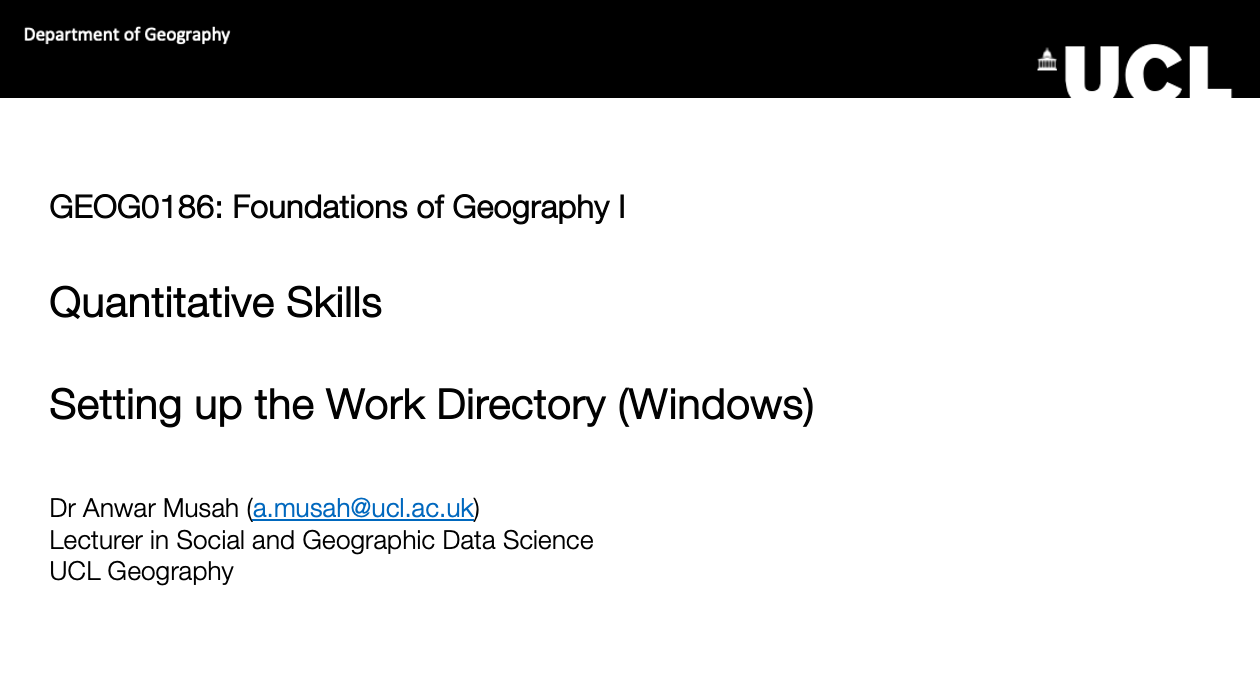 Department of Geography
UCL
GEOG0186: Foundations of Geography I
Quantitative Skills
Setting up the Work Directory (Windows)
Dr Anwar Musah (a.musah@ucl.ac.uk)
Lecturer in Social and Geographic Data Science
UCL Geography